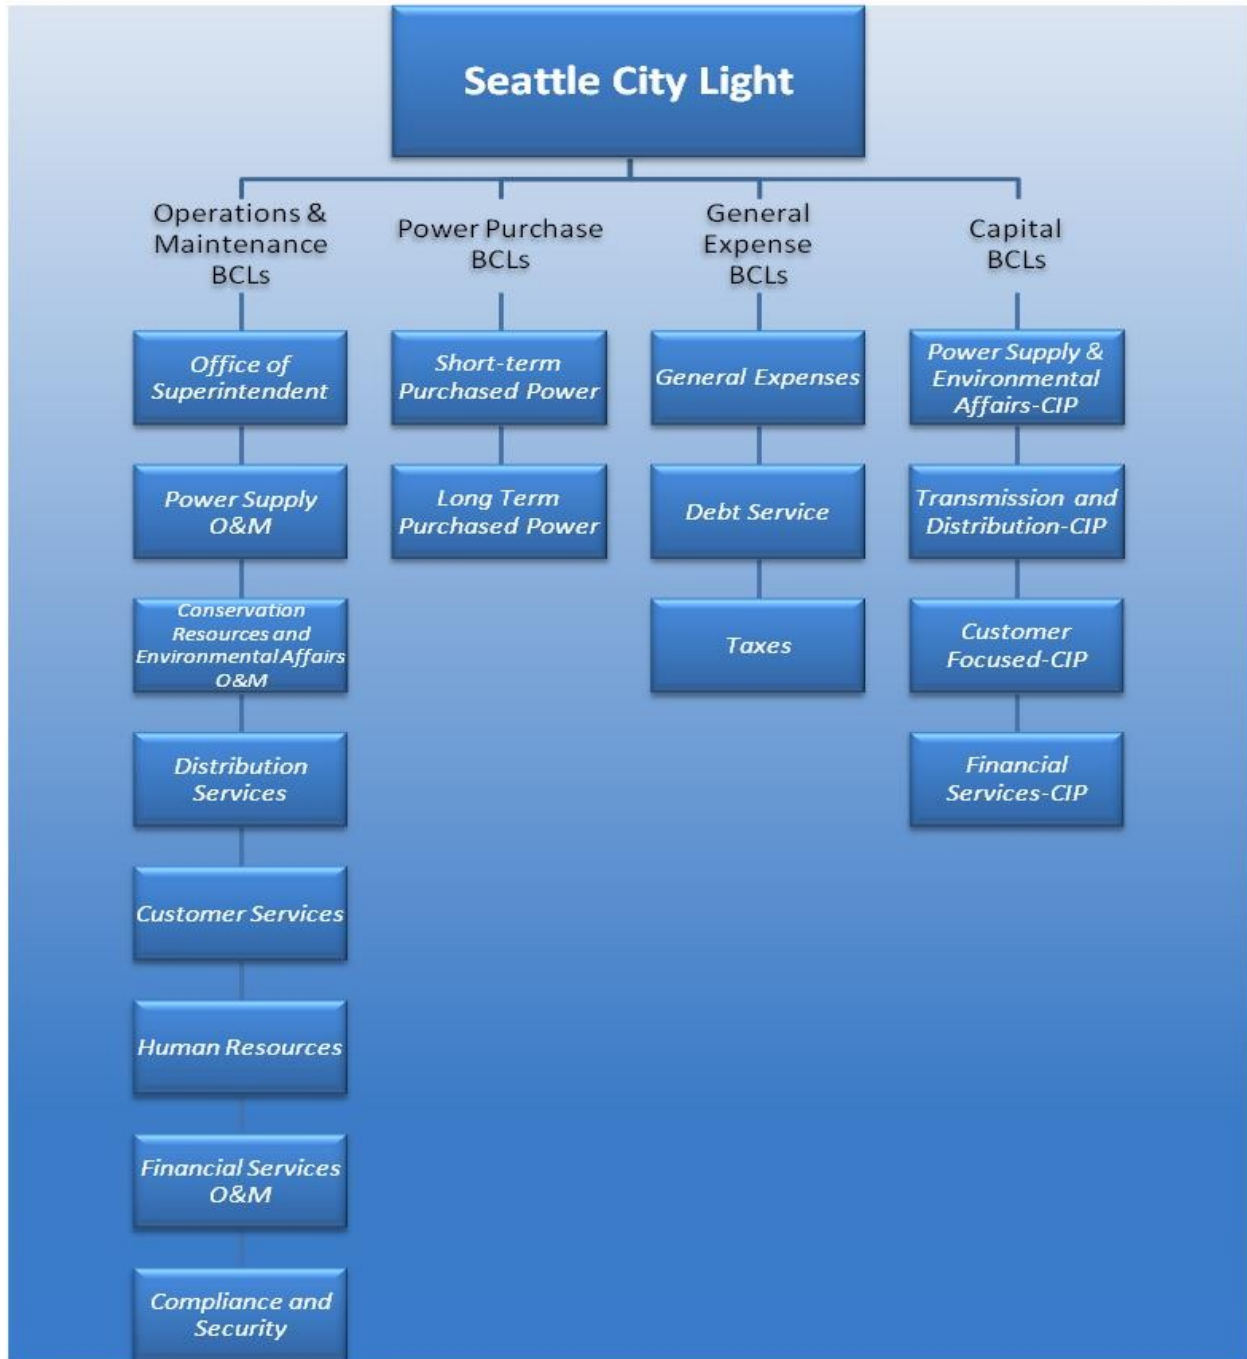 Seattle City Light
Operations &
Maintenance
BCLs
Office of
Superintendent
Power Supply
O&M
Conservation
Resources and
Environmental Affairs
O&M
Distribution
Services
Customer Services
Human Resources
Financial Services
O&M
Compliance and
Security
Power Purchase
BCLs
Short-term
Purchased Power
Long Term
Purchased Power
General
Expense
BCLs
General Expenses
Debt Service
Taxes
Capital
BCLs
Power Supply &
Environmental
Affairs-CIP
Transmission and
Distribution-CIP
Customer
Focused-CIP
Financial
Services-CIP